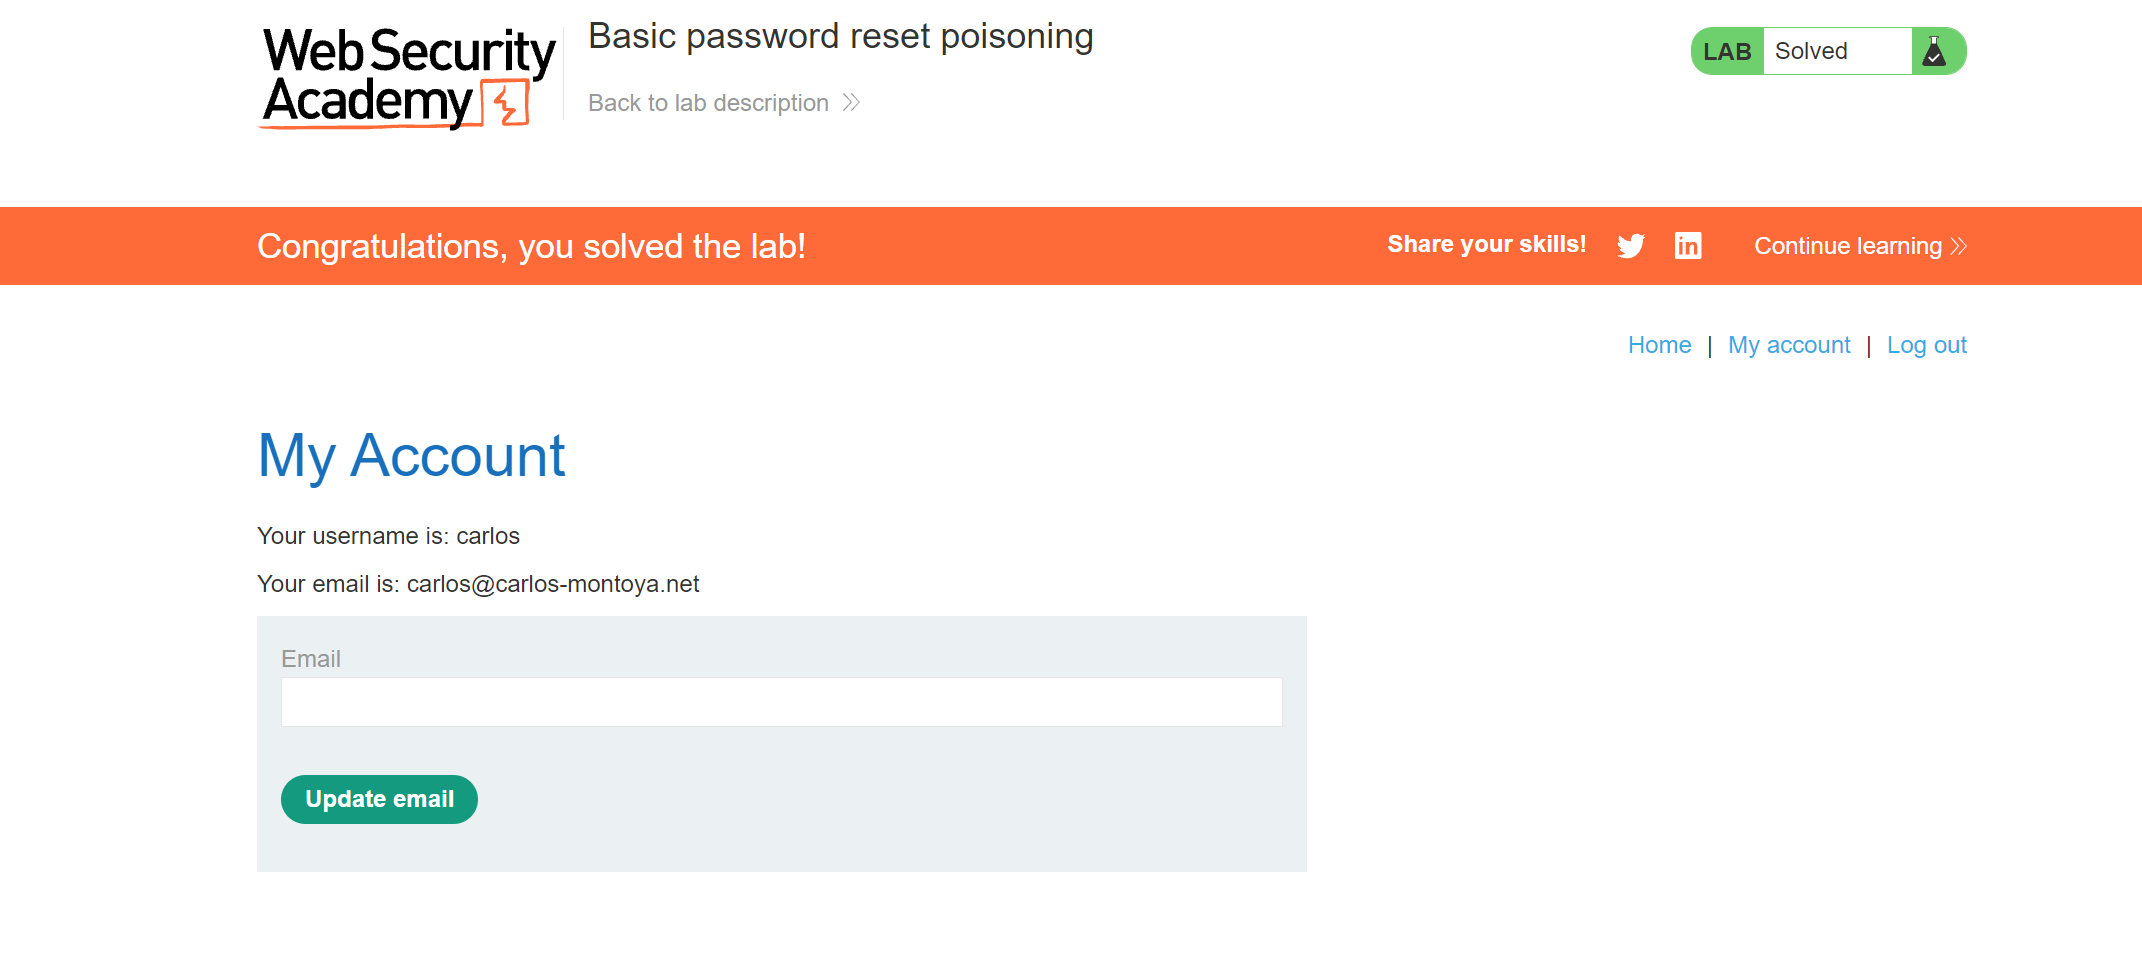 Web Security
Academy
Basic password reset poisoning
Back to lab description
LAB Solved
Congratulations, you solved the lab!
Share your skills!
in
Continue learning
Home | My account | Log out
My Account
Your username is: carlos
Your email is: carlos@carlos-montoya.net
Email
Update email